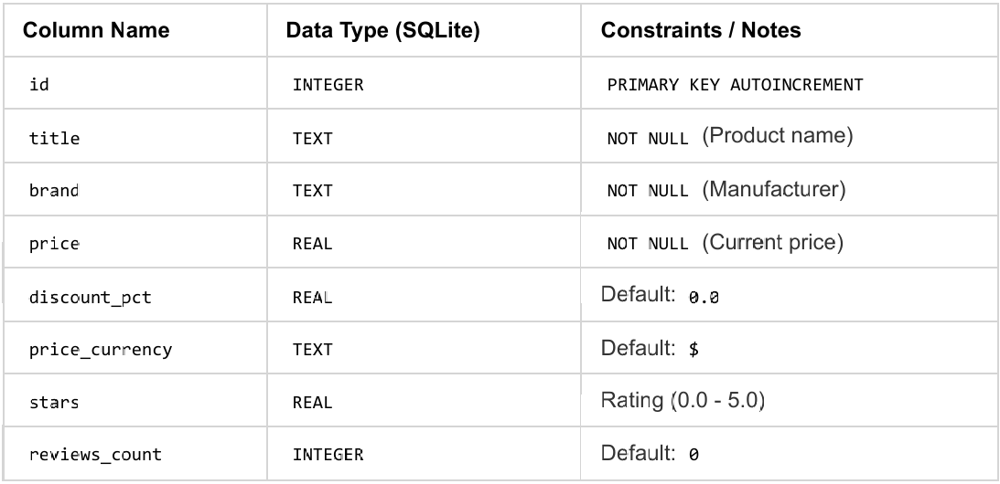 Column Name Data Type (SQLite) Constraints / Notes
id INTEGER PRIMARY KEY AUTOINCREMENT
title TEXT NOT NULL (Product name)
brand TEXT NOT NULL (Manufacturer)
price REAL NOT NULL (Current price)
discount_pct REAL Default: 0.0
price_currency TEXT Default: $
stars REAL Rating (0.0 - 5.0)
reviews_count INTEGER Default: 0